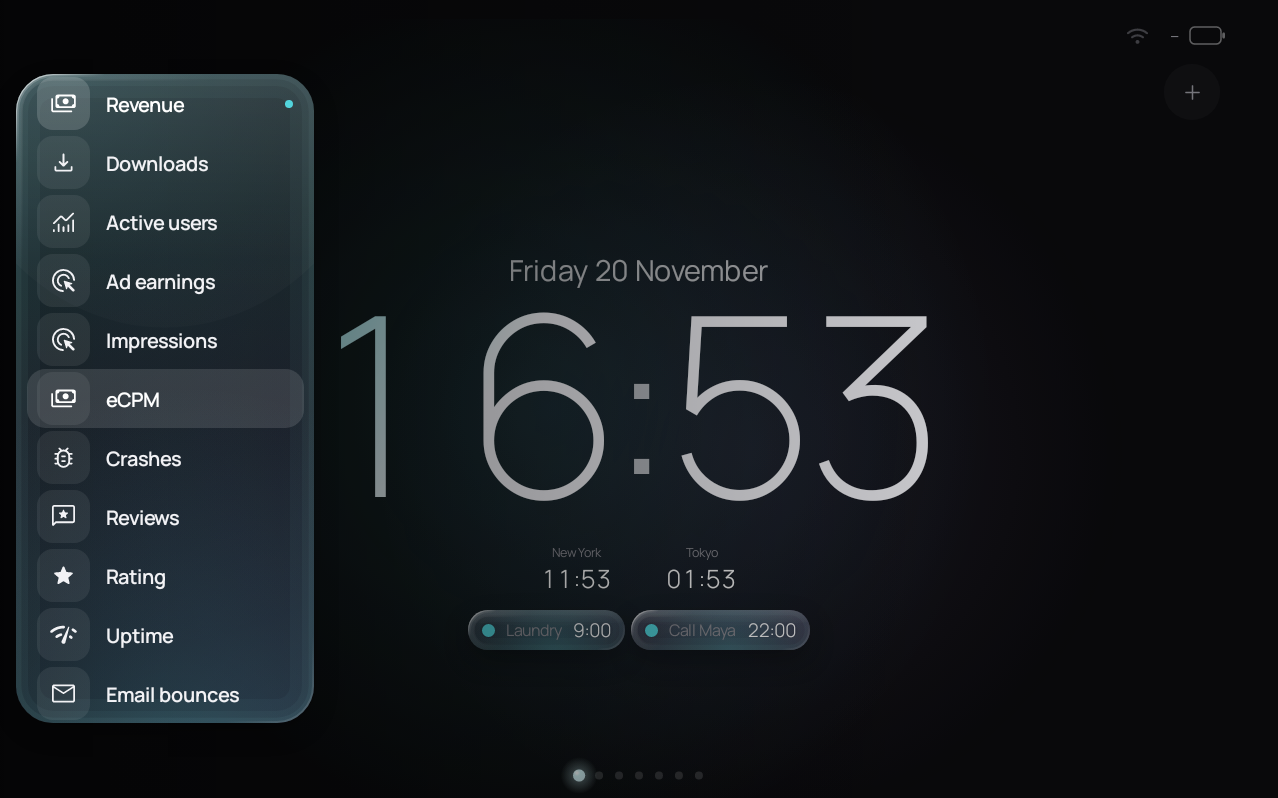 Revenue
Downloads
Active users
Ad earnings
Impressions
eCPM
Crashes
Reviews
Rating
Uptime
Email bounces
Friday 20 November
16:53
New York
11:53
Tokyo
01:53
Laundry 9:00
Call Maya 22:00